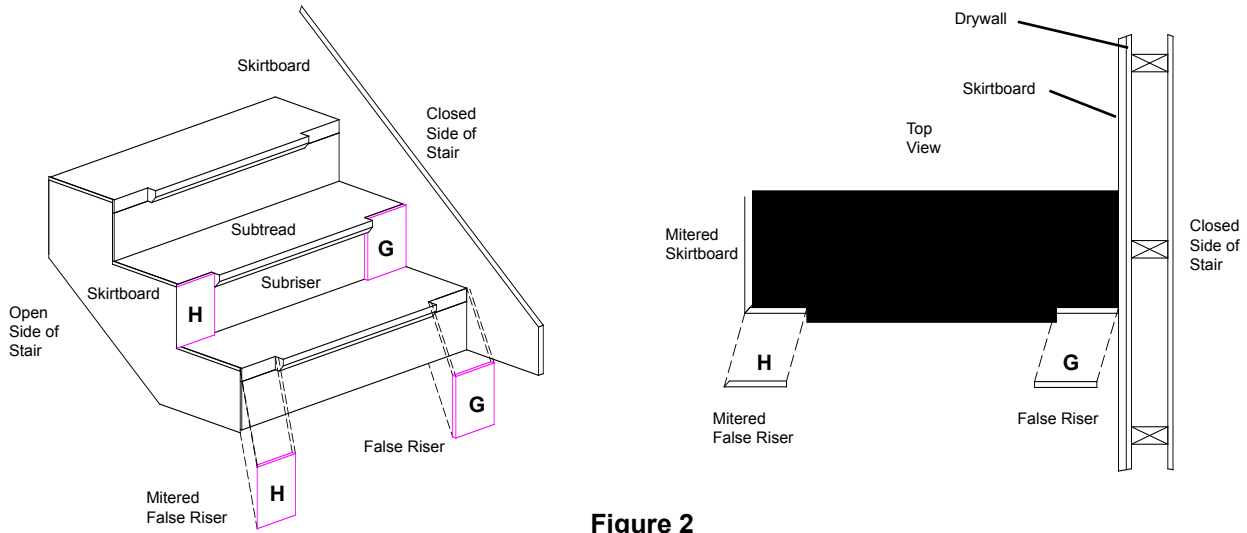 Skirtboard
Closed
Side of
Stair
Subtread
G
Subriser
Skirtboard
H
Open
Side of
Stair
G
False Riser
H
Mitered
False Riser
Drywall
Skirtboard
Top
View
Mitered
Skirtboard
Closed
Side of
Stair
H
G
Mitered
False Riser
False Riser
Figure 2